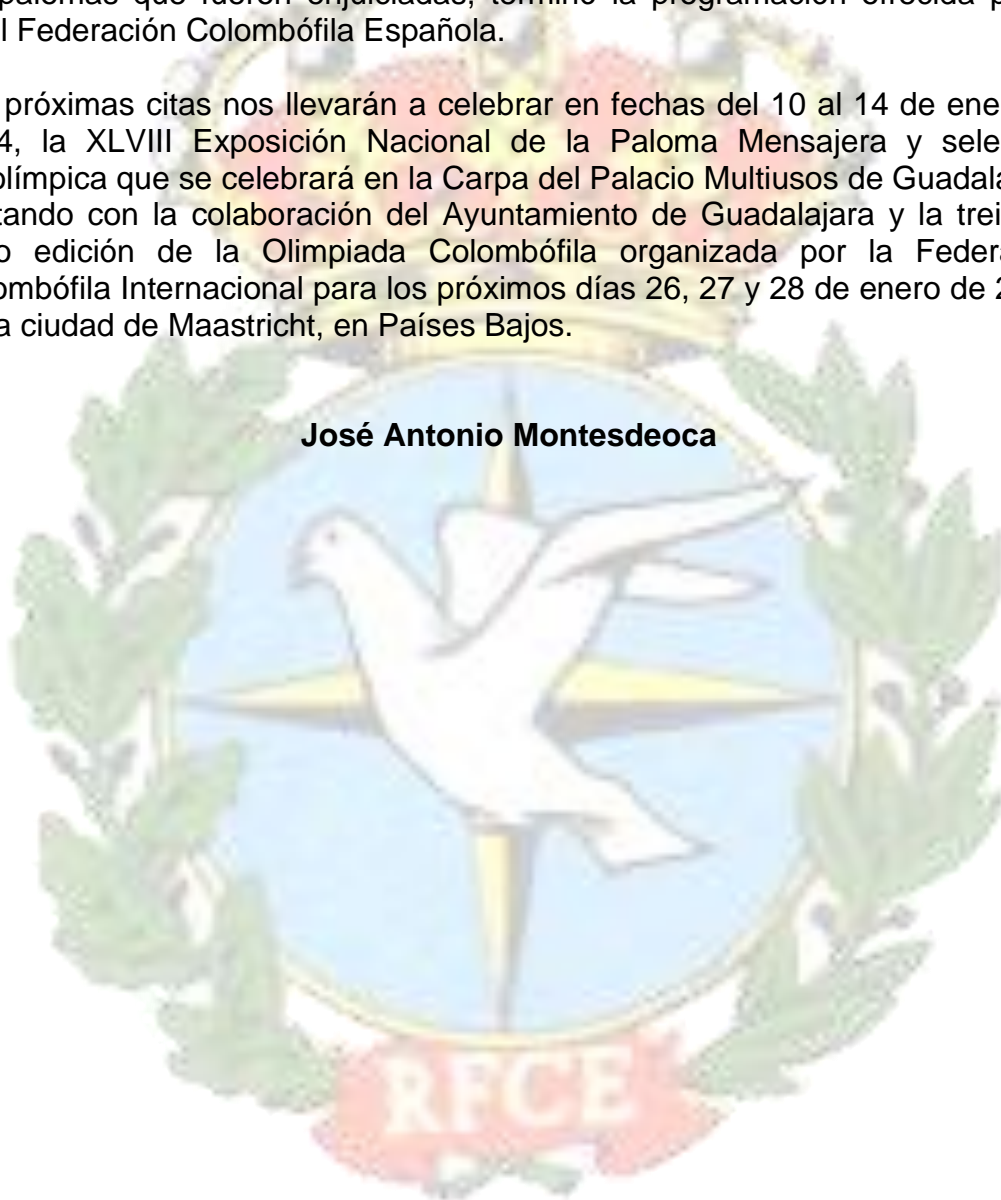 palomas que fueron enjuiciadas, terminó la programación ofrecida p
l Federación Colombófila Española.
próximas citas nos llevarán a celebrar en fechas del 10 al 14 de ene
4, la XLVIII Exposición Nacional de la Paloma Mensajera y sele
olímpica que se celebrará en la Carpa del Palacio Multiusos de Guadala
tando con la colaboración del Ayuntamiento de Guadalajara y la trei
o edición de la Olimpiada Colombófila organizada por la Feder
ombófila Internacional para los próximos días 26, 27 y 28 de enero de 2
a ciudad de Maastricht, en Países Bajos.
José Antonio Montesdeoca
RFCE